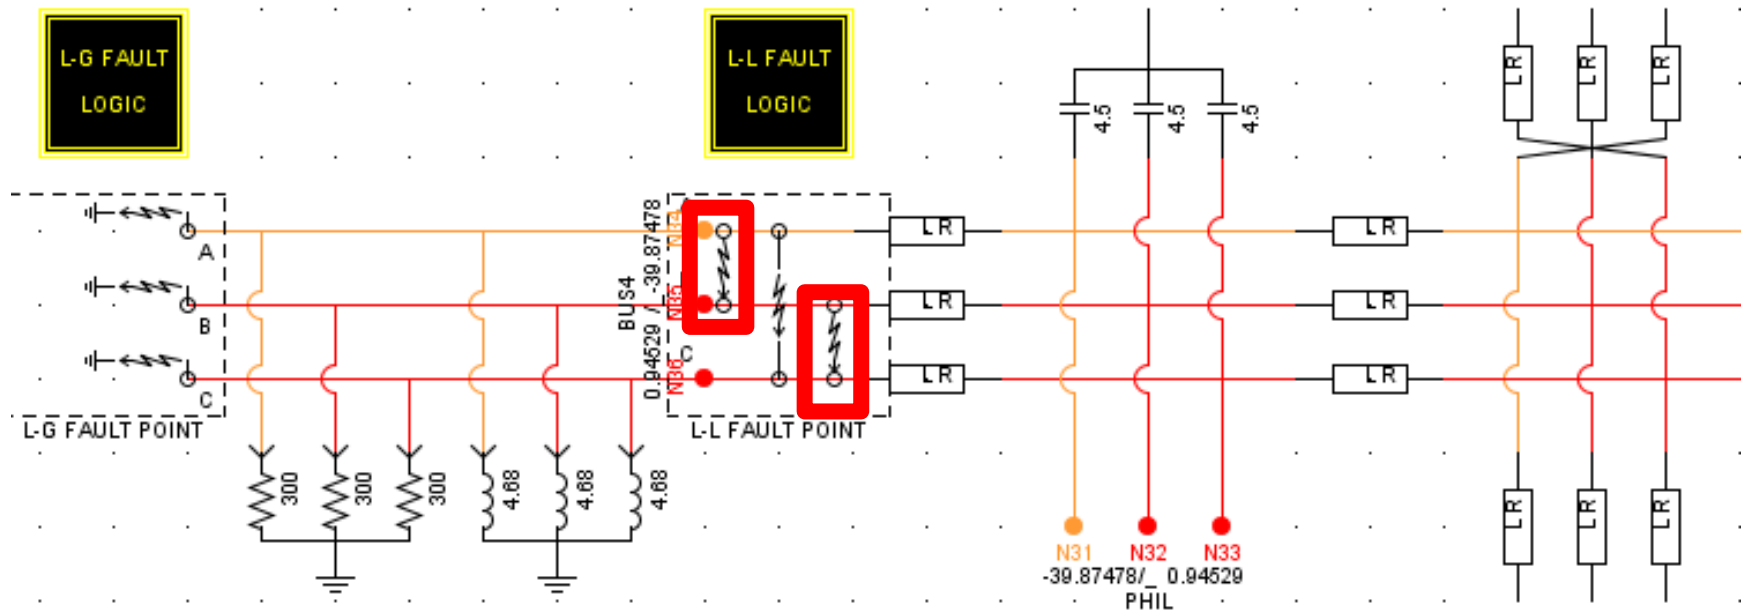 L-G FAULT
LOGIC
L-L FAULT
LOGIC
4.5
4.5
4.5
LR
LR
LR
A
B
C
L-G FAULT POINT
300
300
300
4.68
4.68
4.68
BUS4
0.94529 /_ -39.87478
N34
N35
N36
C
L-L FAULT POINT
LR
LR
LR
LR
LR
LR
N31 N32 N33
-39.87478/_ 0.94529
PHIL
LR
LR
LR